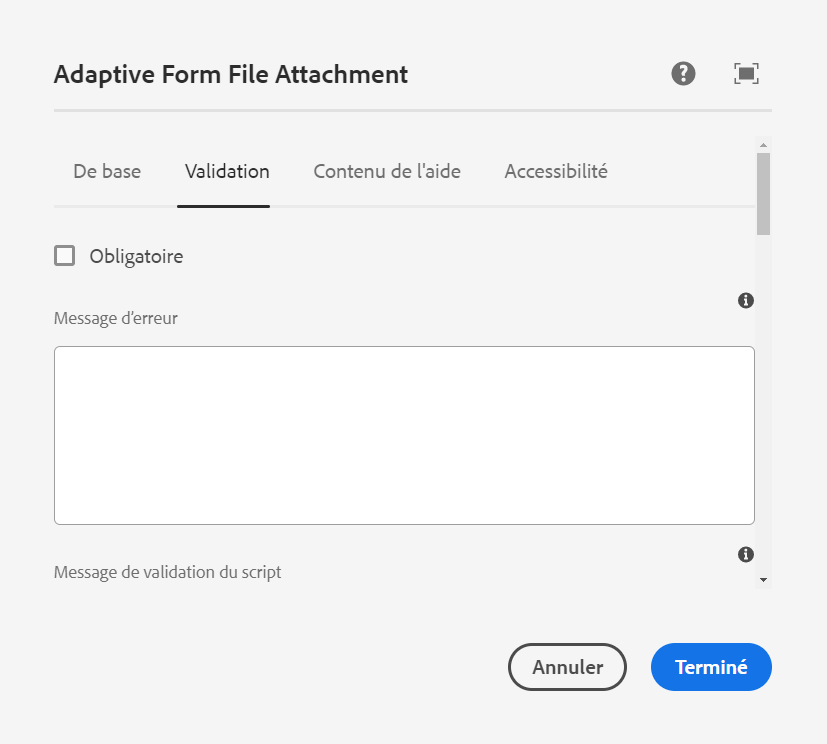 Adaptive Form File Attachment
De base Validation Contenu de l'aide Accessibilité
Obligatoire
Message d’erreur
Message de validation du script
Annuler Terminé